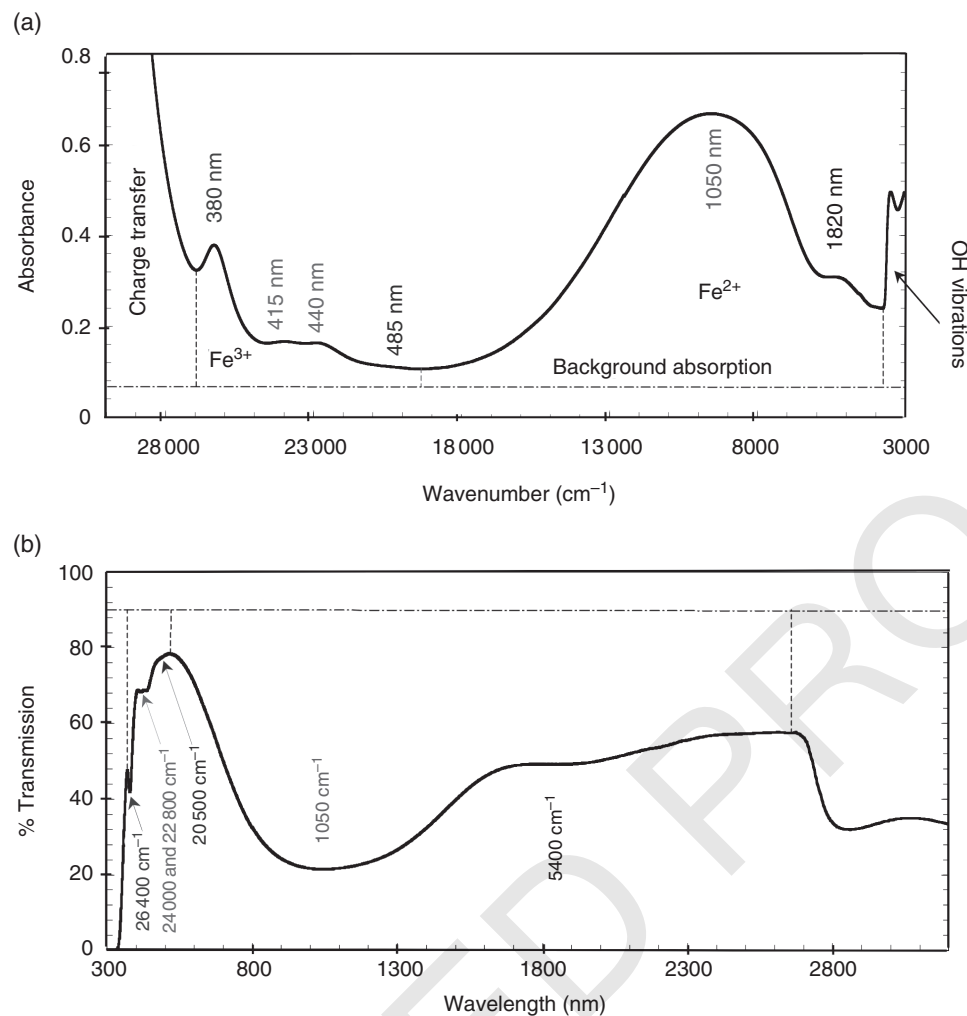 (a)
0.8
0.6
0.4
0.2
0
Absorbance
Charge transfer
380 nm
Fe³⁺
415 nm
440 nm
485 nm
1050 nm
Fe²⁺
1820 nm
OH vibrations
Background absorption
28 000
23 000
18 000
13 000
8000
3000
Wavenumber (cm⁻¹)
(b)
100
80
60
40
20
0
% Transmission
26 400 cm⁻¹
24 000 and 22 800 cm⁻¹
20 500 cm⁻¹
1050 cm⁻¹
5400 cm⁻¹
300
800
1300
1800
2300
2800
Wavelength (nm)
ED PRO